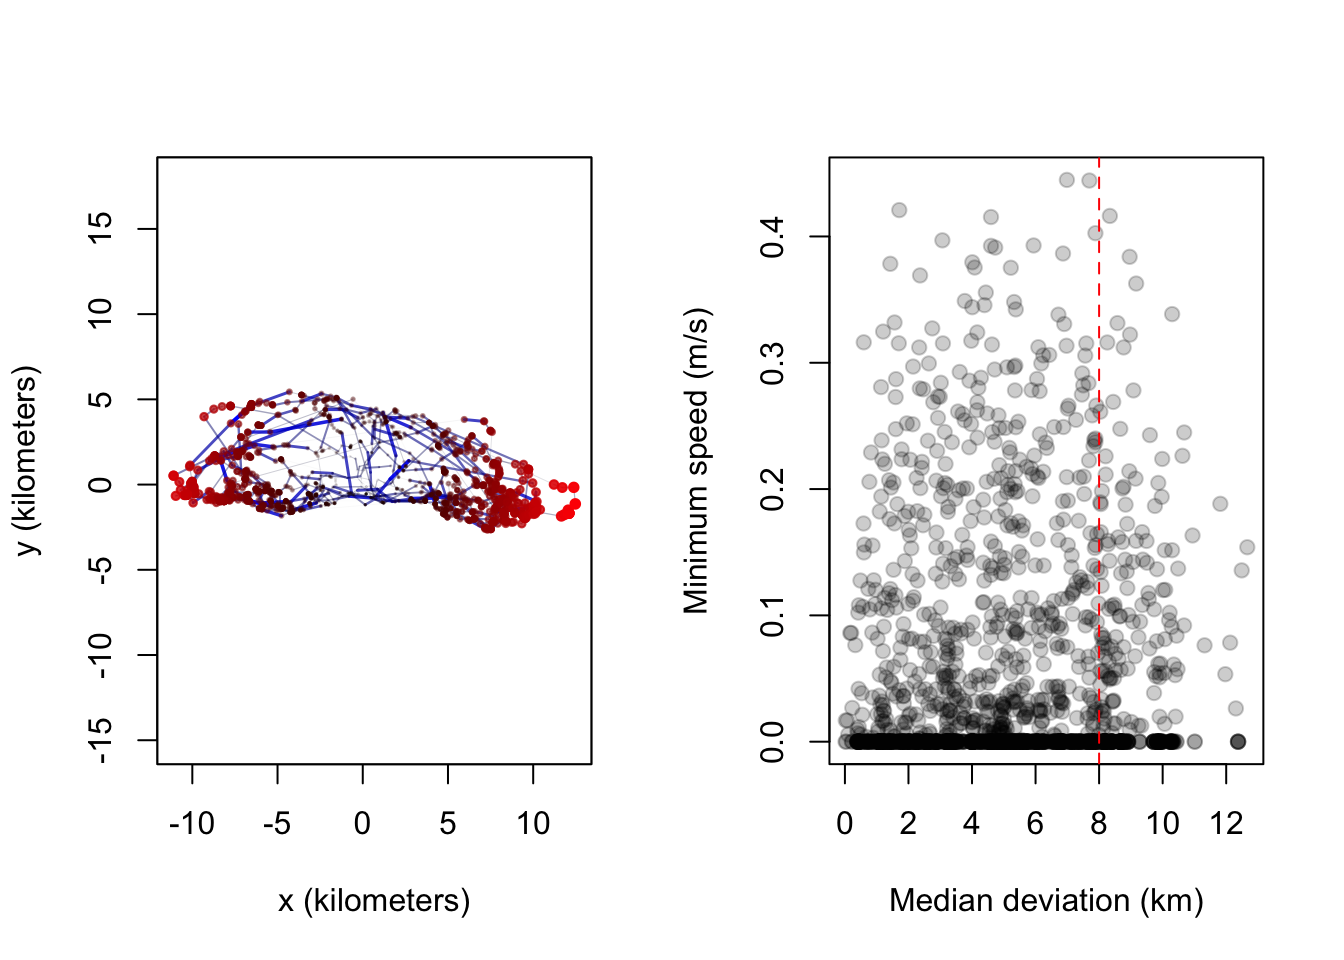 15
10
5
0
-5
-10
-15
y (kilometers)
-10 -5 0 5 10
x (kilometers)
0.4
0.3
0.2
0.1
0.0
Minimum speed (m/s)
0 2 4 6 8 10 12
Median deviation (km)